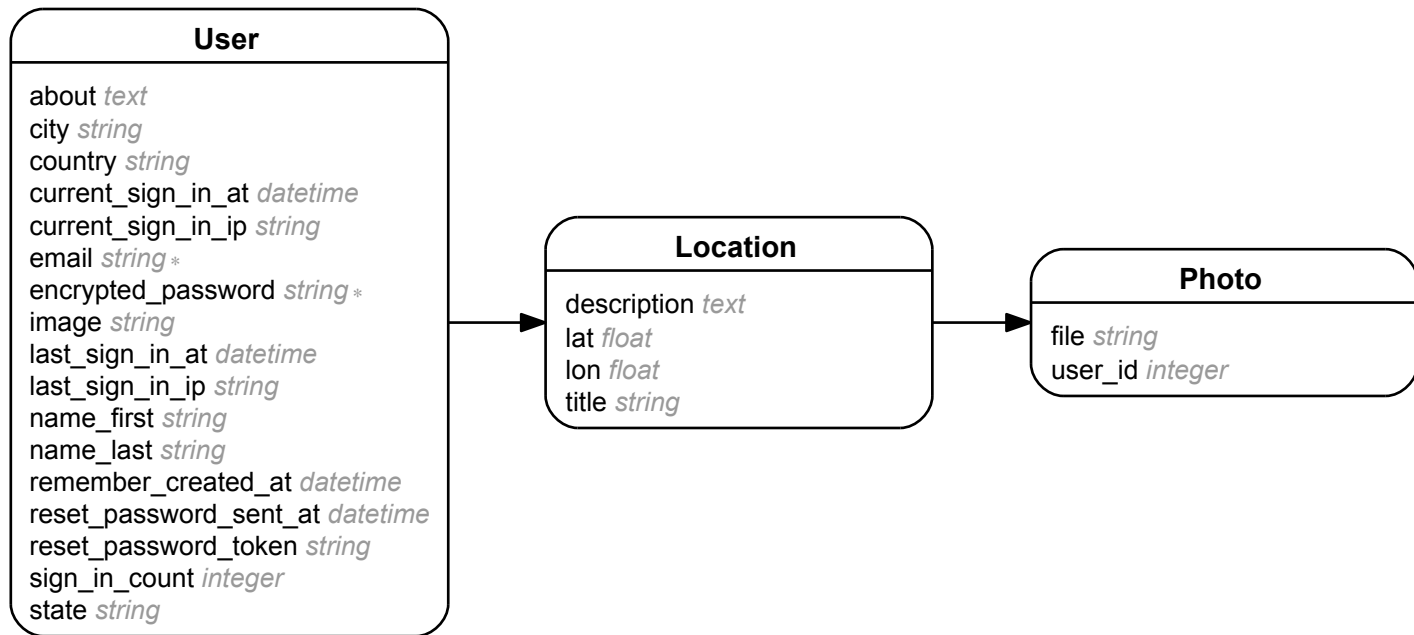 User
about text
city string
country string
current_sign_in_at datetime
current_sign_in_ip string
email string *
encrypted_password string *
image string
last_sign_in_at datetime
last_sign_in_ip string
name_first string
name_last string
remember_created_at datetime
reset_password_sent_at datetime
reset_password_token string
sign_in_count integer
state string
Location
description text
lat float
lon float
title string
Photo
file string
user_id integer